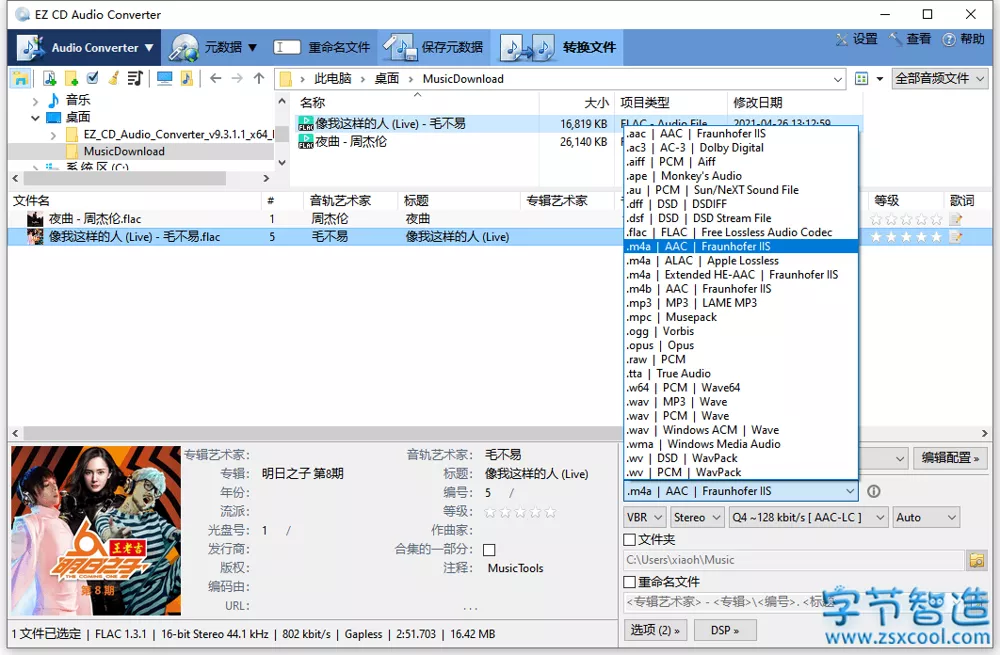 EZ CD Audio Converter
Audio Converter ▼ 元数据 ▼ 重命名文件 保存元数据 转换文件 设置 查看 帮助
此电脑 › 桌面 › MusicDownload 全部音频文件
音乐
桌面
EZ_CD_Audio_Converter_v9.3.1.1_x64_
MusicDownload
系统区 (C:)
名称 大小 项目类型 修改日期
像我这样的人 (Live) - 毛不易 16,819 KB FLAC - Audio File 2021-04-26 13:12:59
夜曲 - 周杰伦 26,140 KB
文件名 # 音轨艺术家 标题 专辑艺术家 等级 歌词
夜曲 - 周杰伦.flac 1 周杰伦 夜曲
像我这样的人 (Live) - 毛不易.flac 5 毛不易 像我这样的人 (Live)
.aac | AAC | Fraunhofer IIS
.ac3 | AC-3 | Dolby Digital
.aiff | PCM | Aiff
.ape | Monkey's Audio
.au | PCM | Sun/NeXT Sound File
.dff | DSD | DSDIFF
.dsf | DSD | DSD Stream File
.flac | FLAC | Free Lossless Audio Codec
.m4a | AAC | Fraunhofer IIS
.m4a | ALAC | Apple Lossless
.m4a | Extended HE-AAC | Fraunhofer IIS
.m4b | AAC | Fraunhofer IIS
.mp3 | MP3 | LAME MP3
.mpc | Musepack
.ogg | Vorbis
.opus | Opus
.raw | PCM
.tta | True Audio
.w64 | PCM | Wave64
.wav | MP3 | Wave
.wav | PCM | Wave
.wav | Windows ACM | Wave
.wma | Windows Media Audio
.wv | DSD | WavPack
.wv | PCM | WavPack
编辑配置 »
.m4a | AAC | Fraunhofer IIS
VBR Stereo Q4 ~128 kbit/s [ AAC-LC ] Auto
文件夹
C:\Users\xiaoh\Music
重命名文件
<专辑艺术家> - <专辑>\<编号>. <标题
选项 (2) » DSP »
王老吉
明日之子
THE COMING ONE
第8期
专辑艺术家: 音轨艺术家: 毛不易
专辑: 明日之子 第8期 标题: 像我这样的人 (Live)
年份: 编号: 5 /
流派: 等级:
光盘号: 1 / 作曲家:
发行商: 合集的一部分:
版权: 注释: MusicTools
编码由:
URL: ...
1 文件已选定 | FLAC 1.3.1 | 16-bit Stereo 44.1 kHz | 802 kbit/s | Gapless | 2:51.703 | 16.42 MB
字节智造
www.zsxcool.com